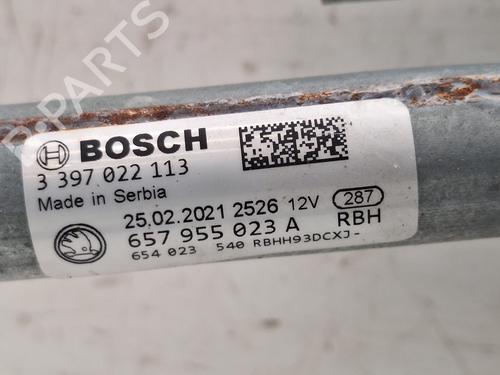 B-PARTS
BOSCH
3 397 022 113
Made in Serbia
25.02.2021 2526 12V 287
657 955 023 A RBH
654 023 540 RBHH93DCXJ-